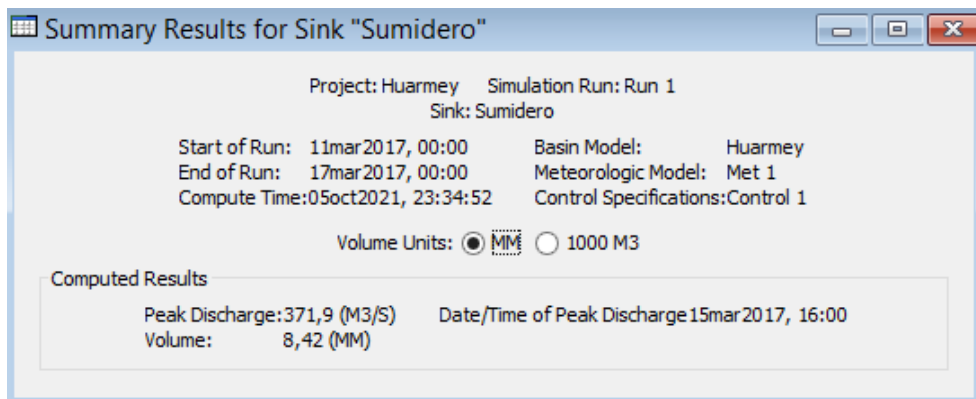 Summary Results for Sink "Sumidero"
Project: Huarmey Simulation Run: Run 1
Sink: Sumidero
Start of Run: 11mar2017, 00:00 Basin Model: Huarmey
End of Run: 17mar2017, 00:00 Meteorologic Model: Met 1
Compute Time:05oct2021, 23:34:52 Control Specifications:Control 1
Volume Units: MM 1000 M3
Computed Results
Peak Discharge:371,9 (M3/S) Date/Time of Peak Discharge15mar2017, 16:00
Volume: 8,42 (MM)